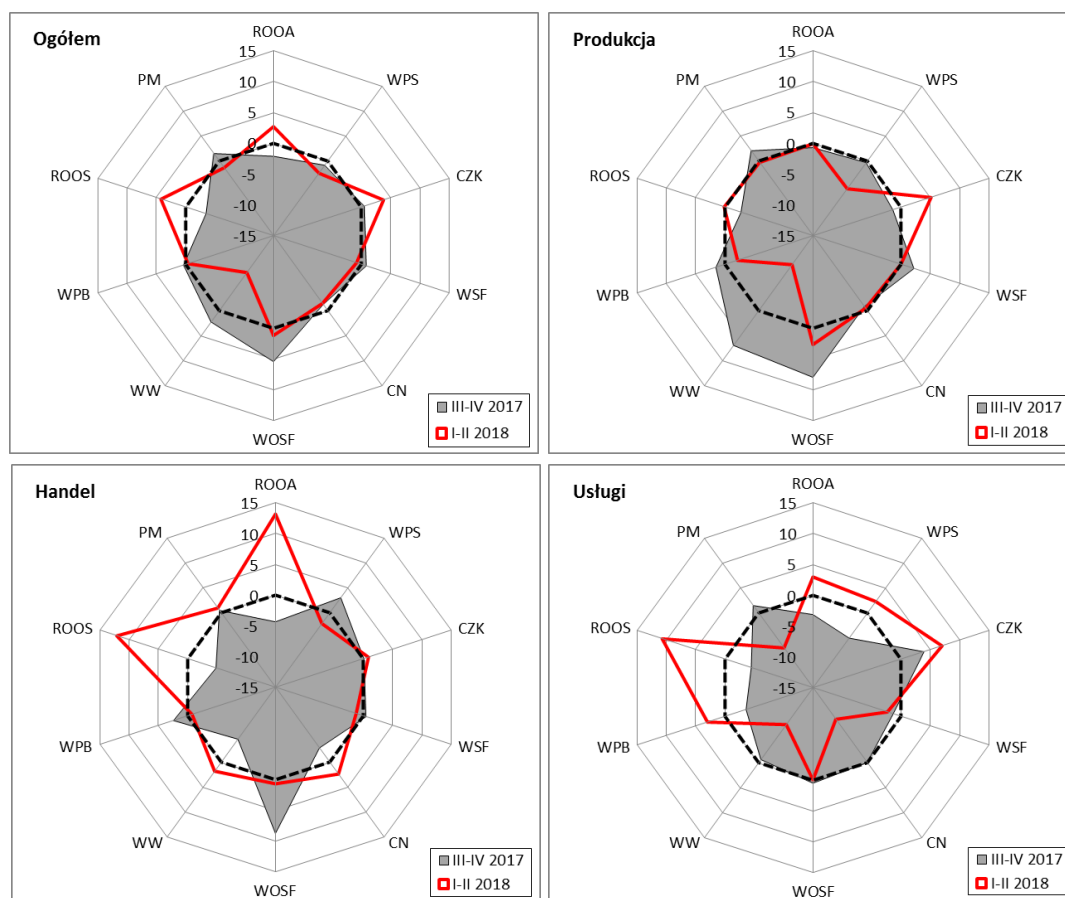 Ogółem
ROOA
WPS
CZK
WSF
CN
WOSF
WW
WPB
ROOS
PM
15
10
5
0
-5
-10
-15
III-IV 2017
I-II 2018
Produkcja
ROOA
WPS
CZK
WSF
CN
WOSF
WW
WPB
ROOS
PM
15
10
5
0
-5
-10
-15
III-IV 2017
I-II 2018
Handel
ROOA
WPS
CZK
WSF
CN
WOSF
WW
WPB
ROOS
PM
15
10
5
0
-5
-10
-15
III-IV 2017
I-II 2018
Usługi
ROOA
WPS
CZK
WSF
CN
WOSF
WW
WPB
ROOS
PM
15
10
5
0
-5
-10
-15
III-IV 2017
I-II 2018